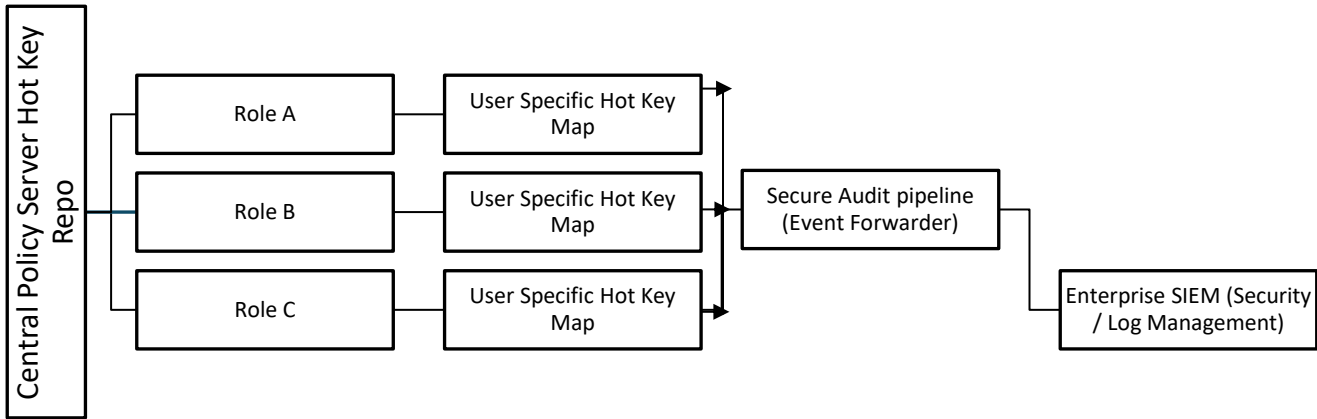 Central Policy Server Hot Key
Repo
Role A
User Specific Hot Key
Map
Role B
User Specific Hot Key
Map
Role C
User Specific Hot Key
Map
Secure Audit pipeline
(Event Forwarder)
Enterprise SIEM (Security
/ Log Management)